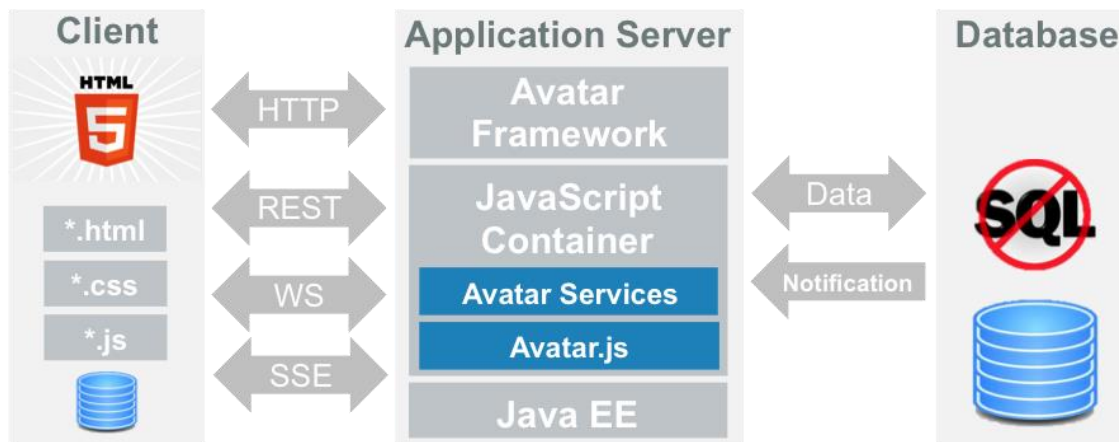 Client
HTML
5
*.html
*.css
*.js
HTTP
REST
WS
SSE
Application Server
Avatar
Framework
JavaScript
Container
Avatar Services
Avatar.js
Java EE
Data
Notification
Database
SQL